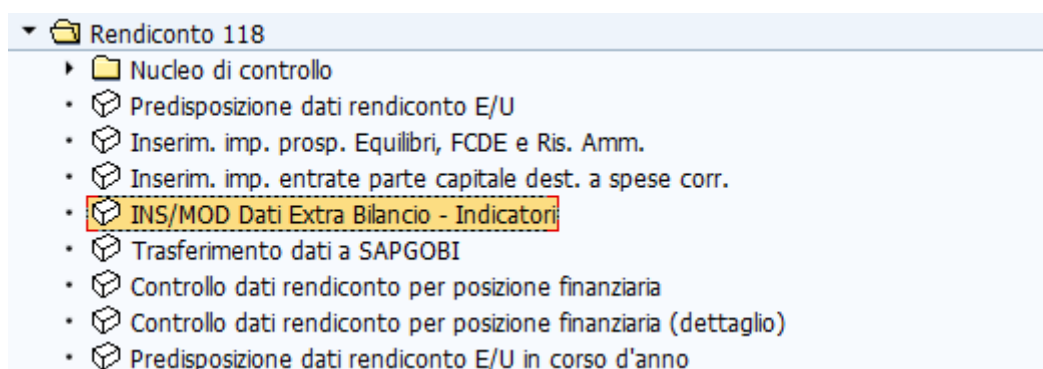 Rendiconto 118
Nucleo di controllo
Predisposizione dati rendiconto E/U
Inserim. imp. prosp. Equilibri, FCDE e Ris. Amm.
Inserim. imp. entrate parte capitale dest. a spese corr.
INS/MOD Dati Extra Bilancio - Indicatori
Trasferimento dati a SAPGOBI
Controllo dati rendiconto per posizione finanziaria
Controllo dati rendiconto per posizione finanziaria (dettaglio)
Predisposizione dati rendiconto E/U in corso d'anno